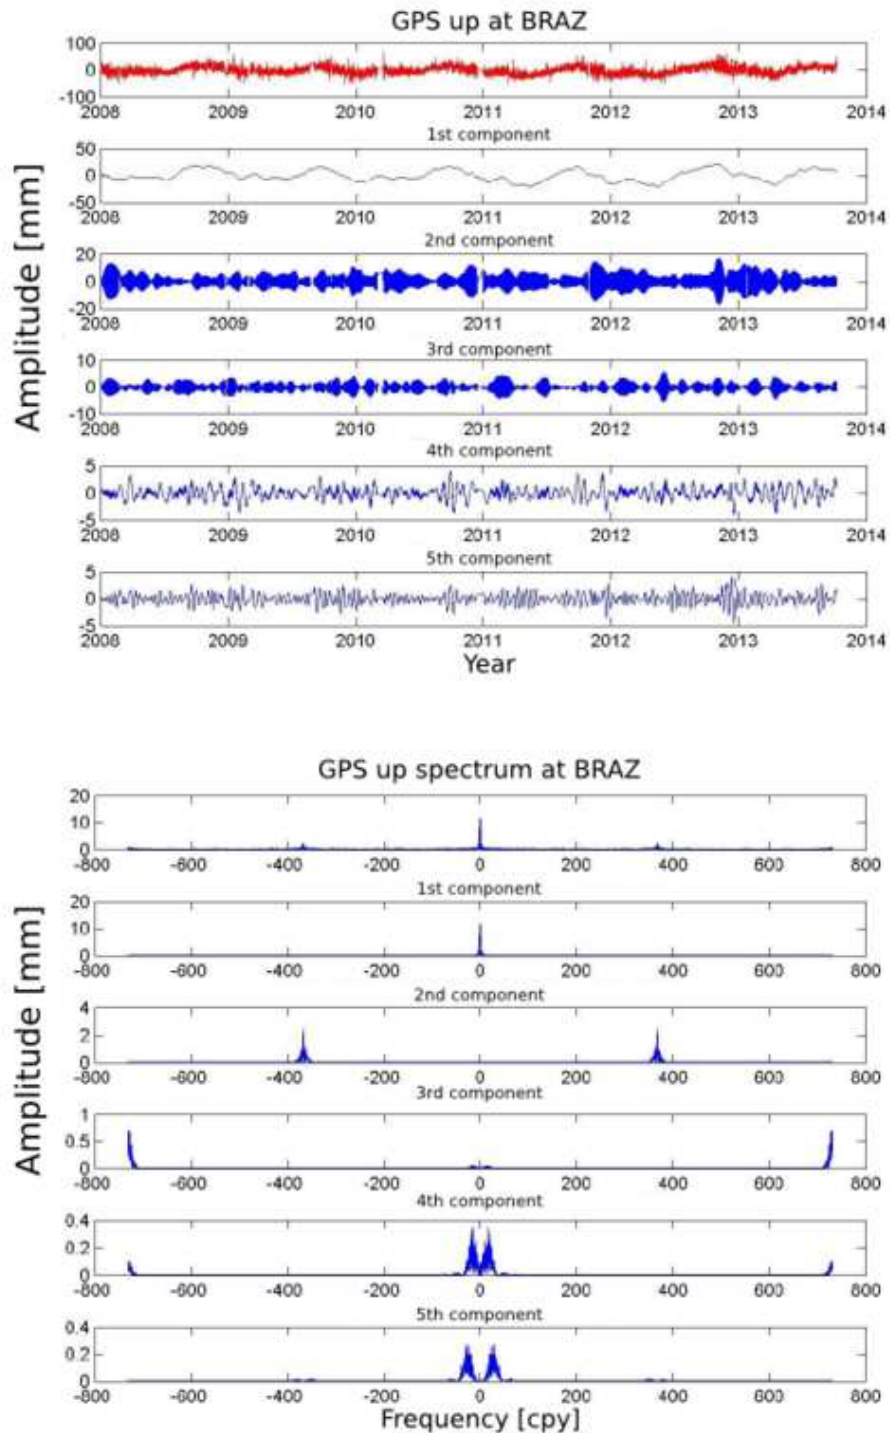 GPS up at BRAZ
Amplitude [mm]
100
0
-100
2008 2009 2010 2011 2012 2013 2014
1st component
50
0
-50
2008 2009 2010 2011 2012 2013 2014
2nd component
20
0
-20
2008 2009 2010 2011 2012 2013 2014
3rd component
10
0
-10
2008 2009 2010 2011 2012 2013 2014
4th component
5
0
-5
2008 2009 2010 2011 2012 2013 2014
5th component
5
0
-5
2008 2009 2010 2011 2012 2013 2014
Year
GPS up spectrum at BRAZ
Amplitude [mm]
20
10
0
-800 -600 -400 -200 0 200 400 600 800
1st component
20
10
0
-800 -600 -400 -200 0 200 400 600 800
2nd component
4
2
0
-800 -600 -400 -200 0 200 400 600 800
3rd component
1
0.5
0
-800 -600 -400 -200 0 200 400 600 800
4th component
0.4
0.2
0
-800 -600 -400 -200 0 200 400 600 800
5th component
0.4
0.2
0
-800 -600 -400 -200 0 200 400 600 800
Frequency [cpy]